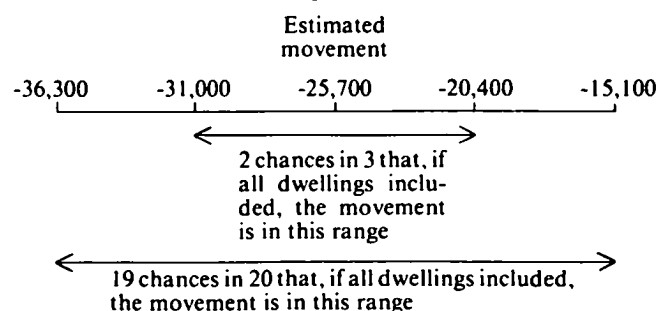 Estimated
movement
-36,300 -31,000 -25,700 -20,400 -15,100
2 chances in 3 that, if
all dwellings inclu-
ded, the movement
is in this range
19 chances in 20 that, if all dwellings included,
the movement is in this range